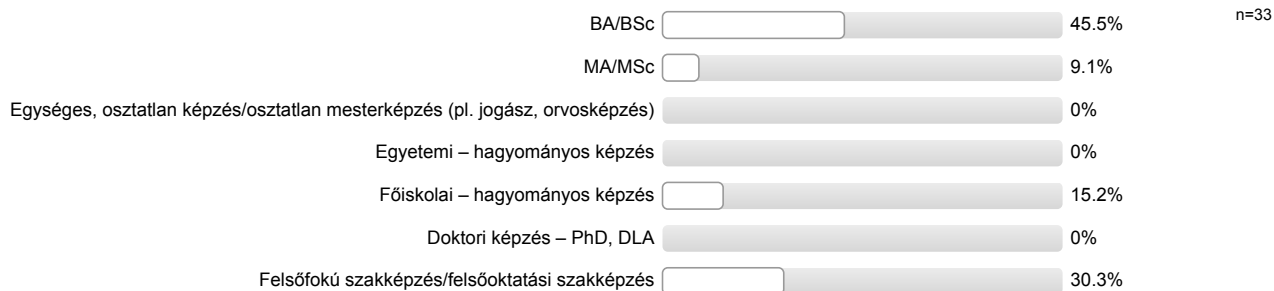 BA/BSc 45.5% n=33
MA/MSc 9.1%
Egységes, osztatlan képzés/osztatlan mesterképzés (pl. jogász, orvosképzés) 0%
Egyetemi – hagyományos képzés 0%
Főiskolai – hagyományos képzés 15.2%
Doktori képzés – PhD, DLA 0%
Felsőfokú szakképzés/felsőoktatási szakképzés 30.3%